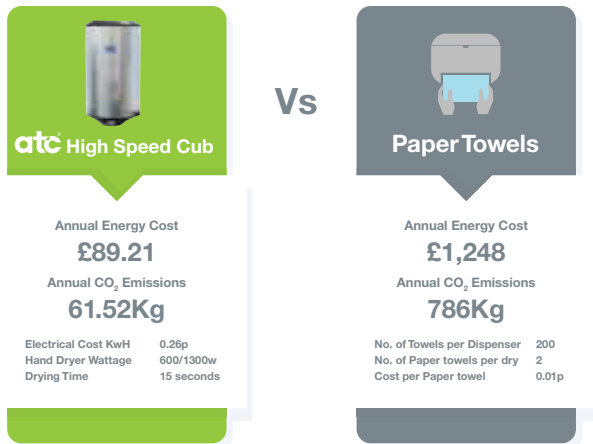 atc® High Speed Cub
Annual Energy Cost
£89.21
Annual CO₂ Emissions
61.52Kg
Electrical Cost KwH 0.26p
Hand Dryer Wattage 600/1300w
Drying Time 15 seconds
Vs
Paper Towels
Annual Energy Cost
£1,248
Annual CO₂ Emissions
786Kg
No. of Towels per Dispenser 200
No. of Paper towels per dry 2
Cost per Paper towel 0.01p